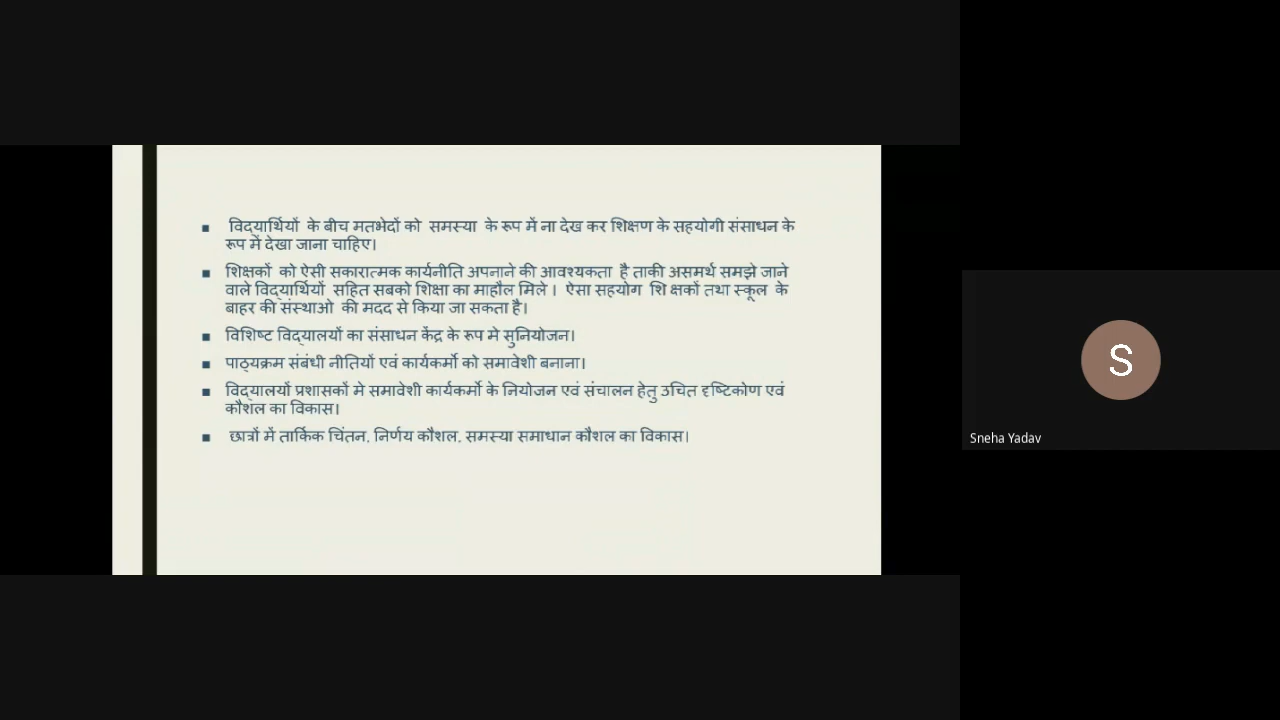 ▪ विद्यार्थियों के बीच मतभेदों को समस्या के रूप में ना देख कर शिक्षण के सहयोगी संसाधन के
रूप में देखा जाना चाहिए।
▪ शिक्षकों को ऐसी सकारात्मक कार्यनीति अपनाने की आवश्यकता है ताकी असमर्थ समझे जाने
वाले विद्यार्थियों सहित सबको शिक्षा का माहौल मिले । ऐसा सहयोग शि क्षकों तथा स्कूल के
बाहर की संस्थाओ की मदद से किया जा सकता है।
▪ विशिष्ट विद्यालयों का संसाधन केंद्र के रूप मे सुनियोजन।
▪ पाठ्यक्रम संबंधी नीतियों एवं कार्यकर्मो को समावेशी बनाना।
▪ विद्यालयों प्रशासकों मे समावेशी कार्यकर्मो के नियोजन एवं संचालन हेतु उचित दृष्टिकोण एवं
कौशल का विकास।
▪ छात्रों में तार्किक चिंतन, निर्णय कौशल, समस्या समाधान कौशल का विकास।
S
Sneha Yadav